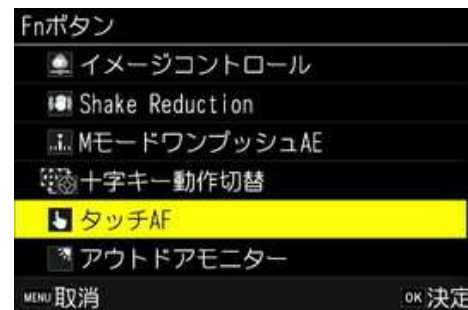 Fnボタン
イメージコントロール
Shake Reduction
MモードワンプッシュAE
十字キー動作切替
タッチAF
アウトドアモニター
MENU 取消 OK 決定